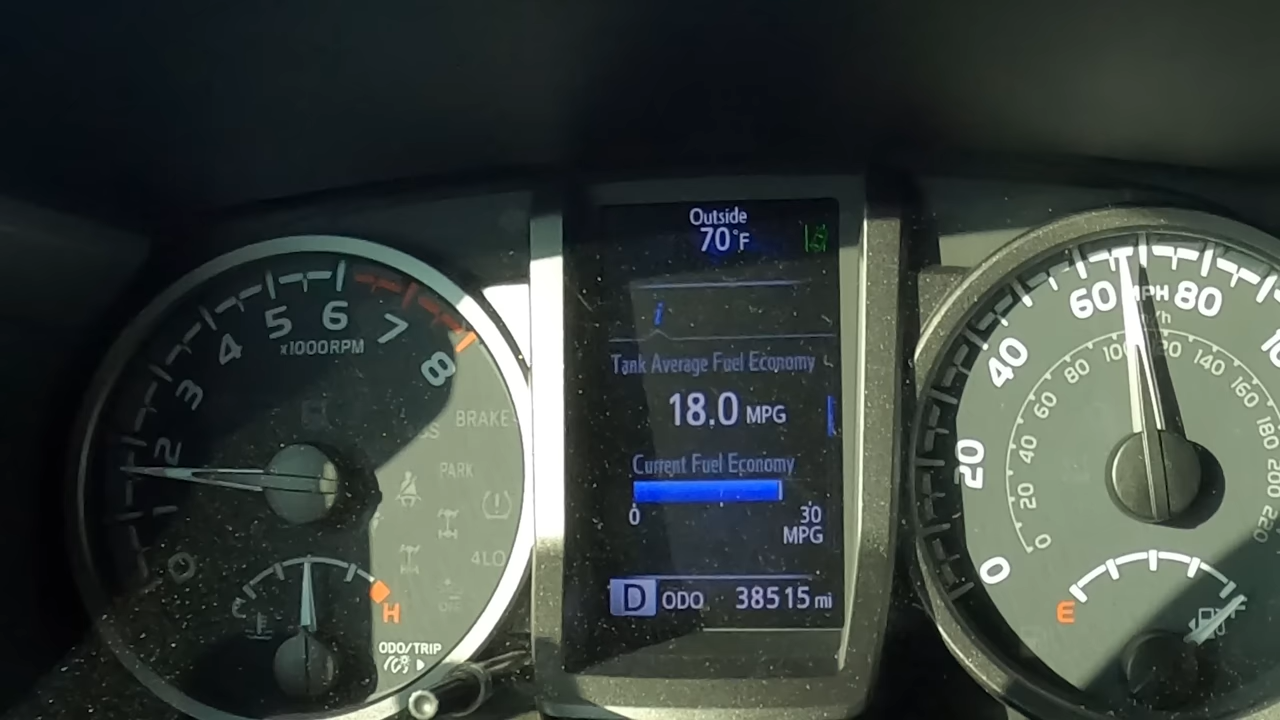 0
1
2
3
4
5
6
7
8
x1000RPM
BRAKE
PARK
4LO
OFF
H
ODO/TRIP
Outside
70°F
i
Tank Average Fuel Economy
18.0 MPG
Current Fuel Economy
0
30
MPG
D ODO 38515 mi
0
20
40
60
80
MPH
0
20
40
60
80
100
120
140
160
180
200
220
E